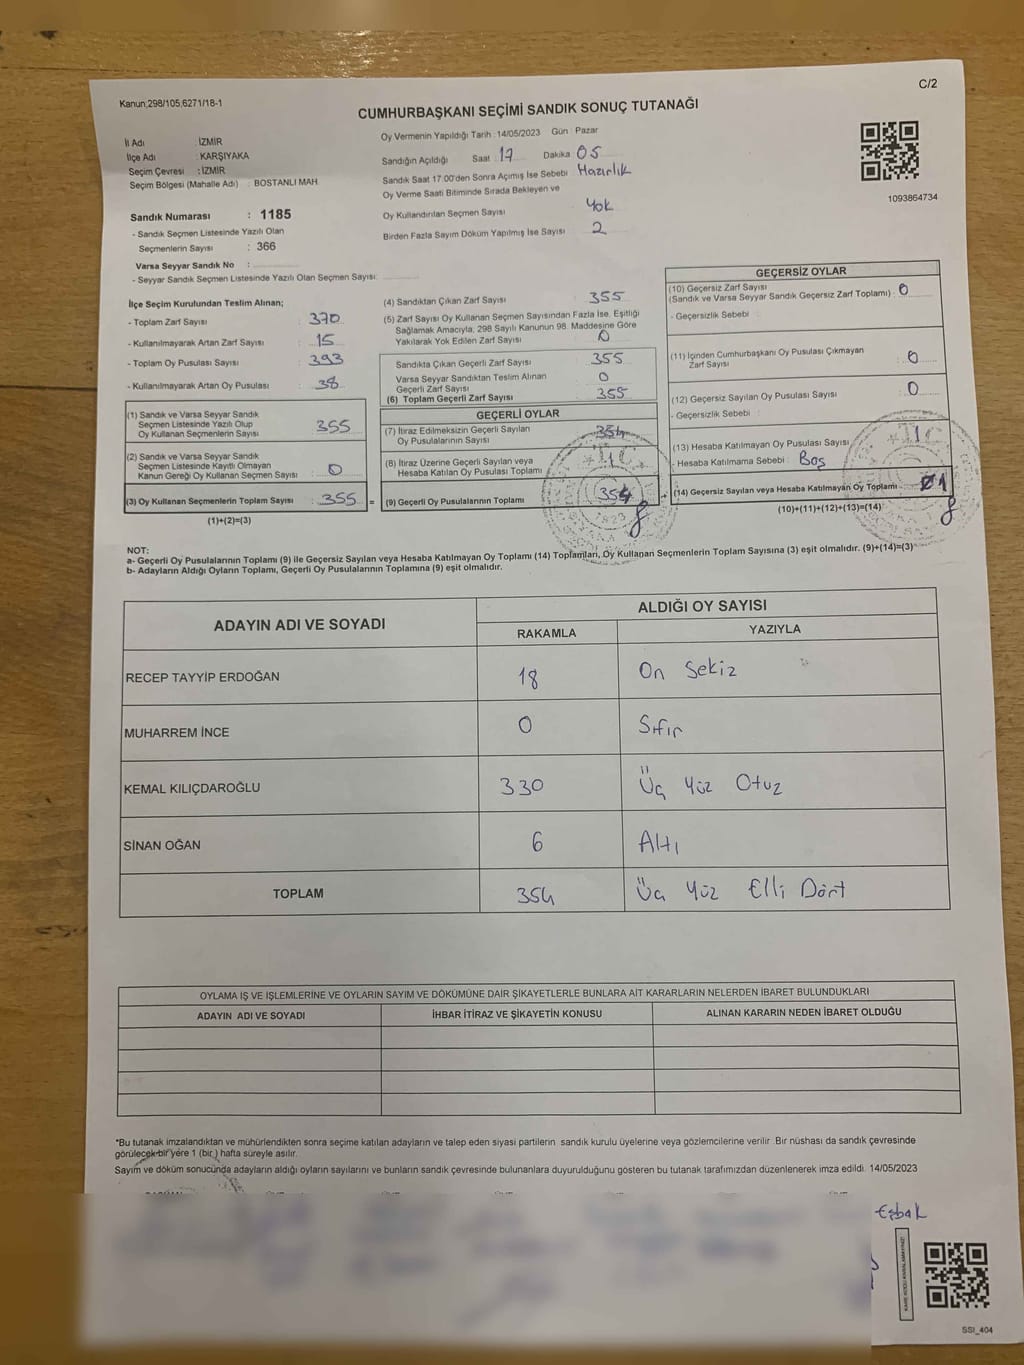 C/2
Kanun;298/105,6271/18-1
CUMHURBAŞKANI SEÇİMİ SANDIK SONUÇ TUTANAĞI
İl Adı : İZMİR
İlçe Adı : KARŞIYAKA
Seçim Çevresi : İZMİR
Seçim Bölgesi (Mahalle Adı) : BOSTANLI MAH.
Sandık Numarası : 1185
- Sandık Seçmen Listesinde Yazılı Olan
Seçmenlerin Sayısı : 366
Varsa Seyyar Sandık No :
- Seyyar Sandık Seçmen Listesinde Yazılı Olan Seçmen Sayısı:
Oy Vermenin Yapıldığı Tarih : 14/05/2023 Gün : Pazar
Sandığın Açıldığı Saat : 17 Dakika 05
Sandık Saat 17:00'den Sonra Açımış İse Sebebi Hazırlık
Oy Verme Saati Bitiminde Sırada Bekleyen ve
Oy Kullandırılan Seçmen Sayısı Yok
Birden Fazla Sayım Döküm Yapılmış İse Sayısı 2
1093864734
İlçe Seçim Kurulundan Teslim Alınan;
- Toplam Zarf Sayısı : 370
- Kullanılmayarak Artan Zarf Sayısı : 15
- Toplam Oy Pusulası Sayısı : 393
- Kullanılmayarak Artan Oy Pusulası : 38
(1) Sandık ve Varsa Seyyar Sandık
Seçmen Listesinde Yazılı Olup
Oy Kullanan Seçmenlerin Sayısı : 355
(2) Sandık ve Varsa Seyyar Sandık
Seçmen Listesinde Kayıtlı Olmayan
Kanun Gereği Oy Kullanan Seçmen Sayısı : 0
(3) Oy Kullanan Seçmenlerin Toplam Sayısı : 355 =
(1)+(2)=(3)
(4) Sandıktan Çıkan Zarf Sayısı : 355
(5) Zarf Sayısı Oy Kullanan Seçmen Sayısından Fazla İse, Eşitliği
Sağlamak Amacıyla, 298 Sayılı Kanunun 98. Maddesine Göre
Yakılarak Yok Edilen Zarf Sayısı : 0
Sandıkta Çıkan Geçerli Zarf Sayısı : 355
Varsa Seyyar Sandıktan Teslim Alınan
Geçerli Zarf Sayısı : 0
(6) Toplam Geçerli Zarf Sayısı : 355
GEÇERLİ OYLAR
(7) İtiraz Edilmeksizin Geçerli Sayılan
Oy Pusulalarının Sayısı : 354
(8) İtiraz Üzerine Geçerli Sayılan veya
Hesaba Katılan Oy Pusulası Toplamı
(9) Geçerli Oy Pusulalarının Toplamı : 354 +
GEÇERSİZ OYLAR
(10) Geçersiz Zarf Sayısı
(Sandık ve Varsa Seyyar Sandık Geçersiz Zarf Toplamı) : 0
- Geçersizlik Sebebi :
(11) İçinden Cumhurbaşkanı Oy Pusulası Çıkmayan
Zarf Sayısı : 0
(12) Geçersiz Sayılan Oy Pusulası Sayısı : 0
- Geçersizlik Sebebi :
(13) Hesaba Katılmayan Oy Pusulası Sayısı
- Hesaba Katılmama Sebebi : Boş
(14) Geçersiz Sayılan veya Hesaba Katılmayan Oy Toplamı 1
(10)+(11)+(12)+(13)=(14)
NOT:
a- Geçerli Oy Pusulalarının Toplamı (9) ile Geçersiz Sayılan veya Hesaba Katılmayan Oy Toplamı (14) Toplamları, Oy Kullanan Seçmenlerin Toplam Sayısına (3) eşit olmalıdır. (9)+(14)=(3)
b- Adayların Aldığı Oyların Toplamı, Geçerli Oy Pusulalarının Toplamına (9) eşit olmalıdır.
ADAYIN ADI VE SOYADI ALDIĞI OY SAYISI
RAKAMLA YAZIYLA
RECEP TAYYİP ERDOĞAN 18 On Sekiz
MUHARREM İNCE 0 Sıfır
KEMAL KILIÇDAROĞLU 330 Üç Yüz Otuz
SİNAN OĞAN 6 Altı
TOPLAM 354 Üç Yüz Elli Dört
OYLAMA İŞ VE İŞLEMLERİNE VE OYLARIN SAYIM VE DÖKÜMÜNE DAİR ŞİKAYETLERLE BUNLARA AİT KARARLARIN NELERDEN İBARET BULUNDUKLARI
ADAYIN ADI VE SOYADI İHBAR İTİRAZ VE ŞİKAYETİN KONUSU ALINAN KARARIN NEDEN İBARET OLDUĞU
*Bu tutanak imzalandıktan ve mühürlendikten sonra seçime katılan adayların ve talep eden siyasi partilerin sandık kurulu üyelerine veya gözlemcilerine verilir. Bir nüshası da sandık çevresinde
görülecek bir yere 1 (bir) hafta süreyle asılır.
Sayım ve döküm sonucunda adayların aldığı oyların sayılarını ve bunların sandık çevresinde bulunanlara duyurulduğunu gösteren bu tutanak tarafımızdan düzenlenerek imza edildi. 14/05/2023
Eşbak
KARE KODU KARALAMAYINIZ!
SSI_404